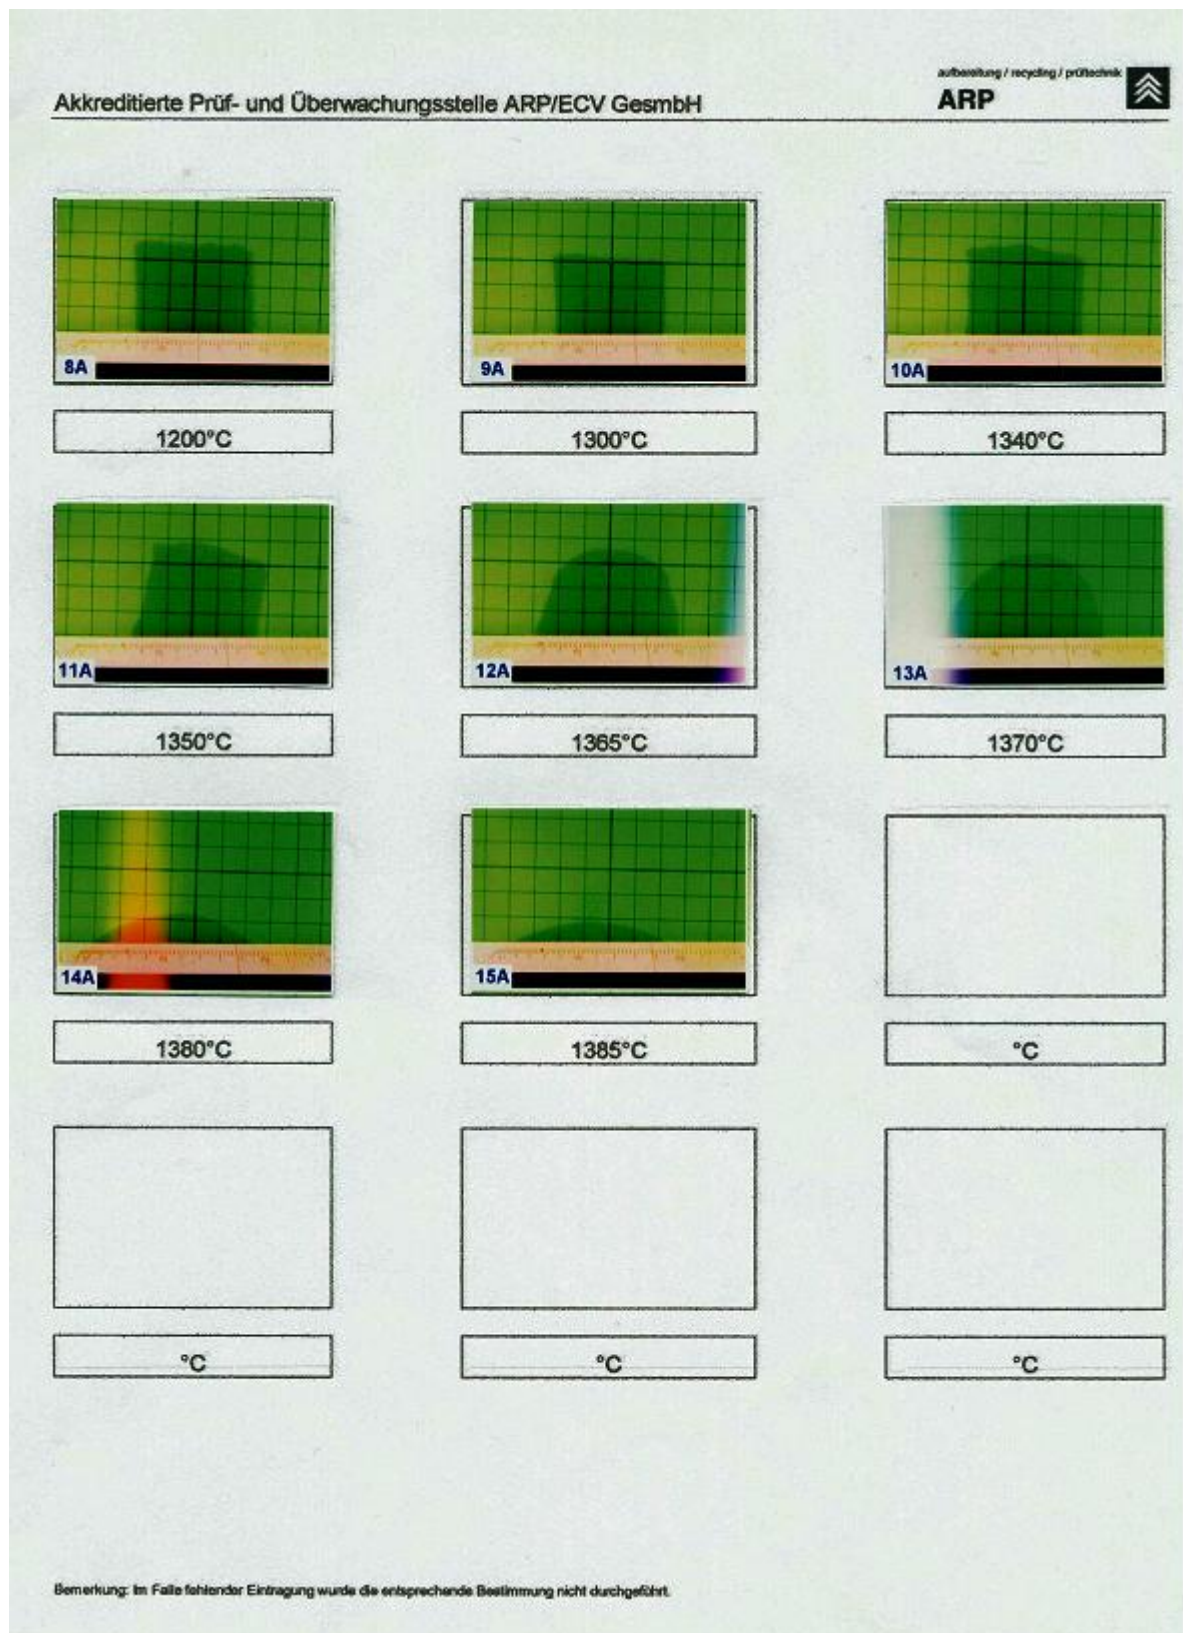 aufbereitung / recycling / prüftechnik
Akkreditierte Prüf- und Überwachungsstelle ARP/ECV GesmbH
ARP
8A
9A
10A
1200°C
1300°C
1340°C
11A
12A
13A
1350°C
1365°C
1370°C
14A
15A
1380°C
1385°C
°C
°C
°C
°C
Bemerkung: Im Falle fehlender Eintragung wurde die entsprechende Bestimmung nicht durchgeführt.